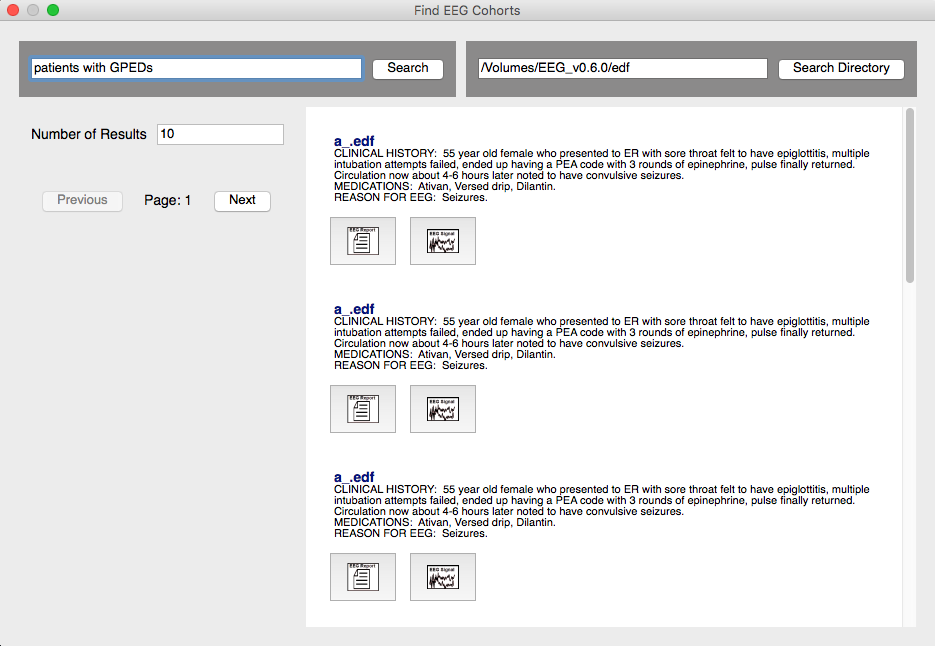 Find EEG Cohorts
patients with GPEDs
Search
/Volumes/EEG_v0.6.0/edf
Search Directory
Number of Results
10
Previous
Page: 1
Next
a_.edf
CLINICAL HISTORY:  55 year old female who presented to ER with sore throat felt to have epiglottitis, multiple
intubation attempts failed, ended up having a PEA code with 3 rounds of epinephrine, pulse finally returned.
Circulation now about 4-6 hours later noted to have convulsive seizures.
MEDICATIONS:  Ativan, Versed drip, Dilantin.
REASON FOR EEG:  Seizures.
EEG Report
EEG Signal
a_.edf
CLINICAL HISTORY:  55 year old female who presented to ER with sore throat felt to have epiglottitis, multiple
intubation attempts failed, ended up having a PEA code with 3 rounds of epinephrine, pulse finally returned.
Circulation now about 4-6 hours later noted to have convulsive seizures.
MEDICATIONS:  Ativan, Versed drip, Dilantin.
REASON FOR EEG:  Seizures.
EEG Report
EEG Signal
a_.edf
CLINICAL HISTORY:  55 year old female who presented to ER with sore throat felt to have epiglottitis, multiple
intubation attempts failed, ended up having a PEA code with 3 rounds of epinephrine, pulse finally returned.
Circulation now about 4-6 hours later noted to have convulsive seizures.
MEDICATIONS:  Ativan, Versed drip, Dilantin.
REASON FOR EEG:  Seizures.
EEG Report
EEG Signal